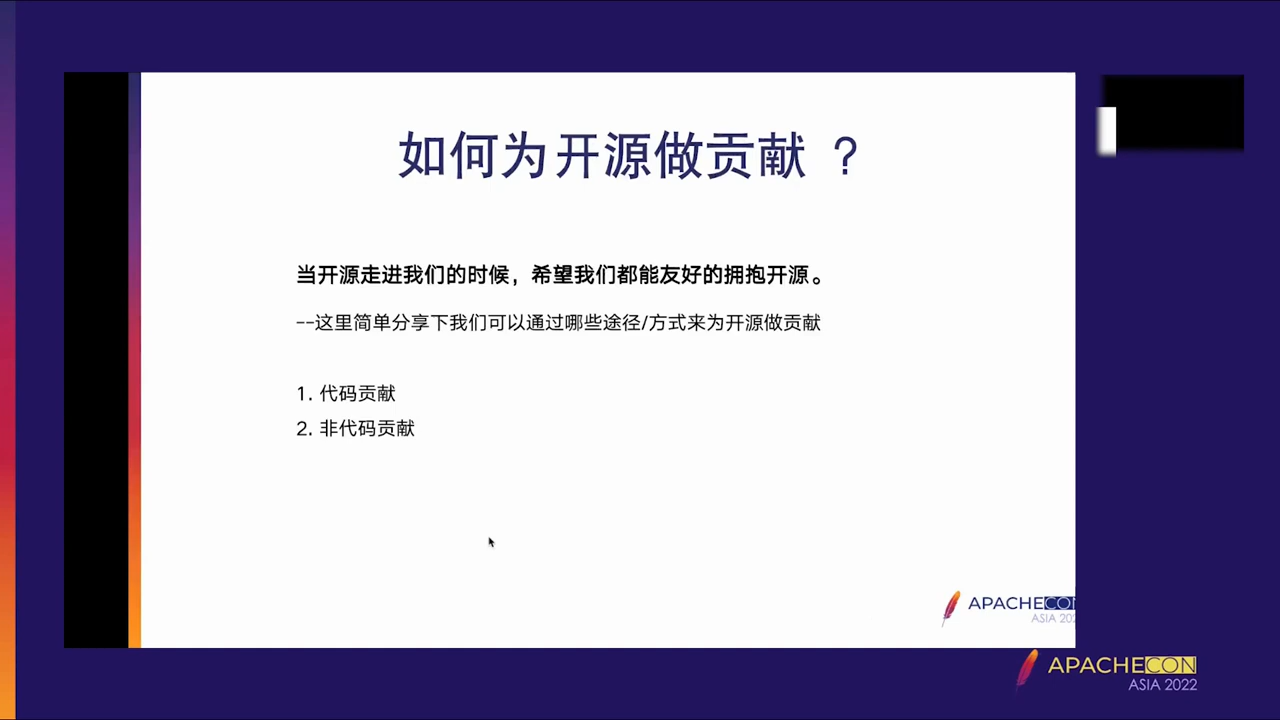 如何为开源做贡献 ？
当开源走进我们的时候，希望我们都能友好的拥抱开源。
--这里简单分享下我们可以通过哪些途径/方式来为开源做贡献
1. 代码贡献
2. 非代码贡献
APACHECON
ASIA 202
APACHECON
ASIA 2022